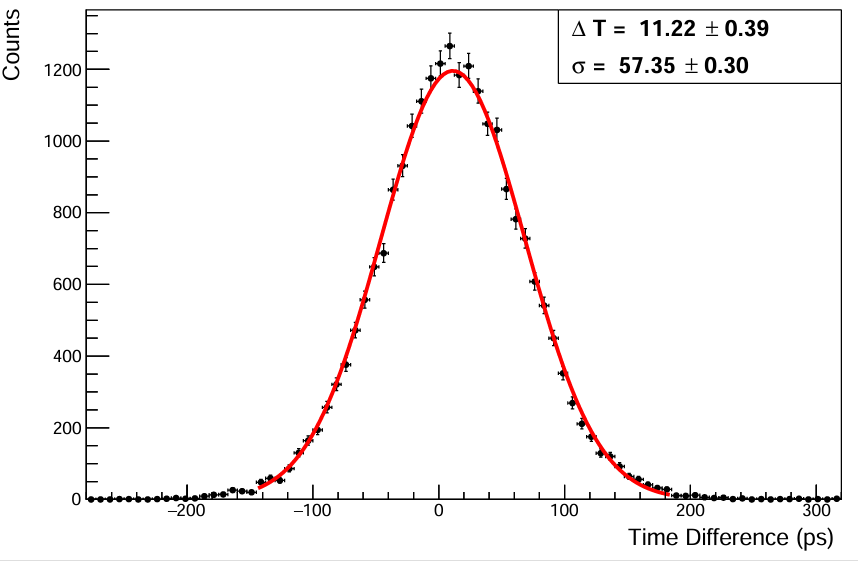 Counts
Δ T = 11.22 ± 0.39
σ = 57.35 ± 0.30
1200
1000
800
600
400
200
0
−200 −100 0 100 200 300
Time Difference (ps)